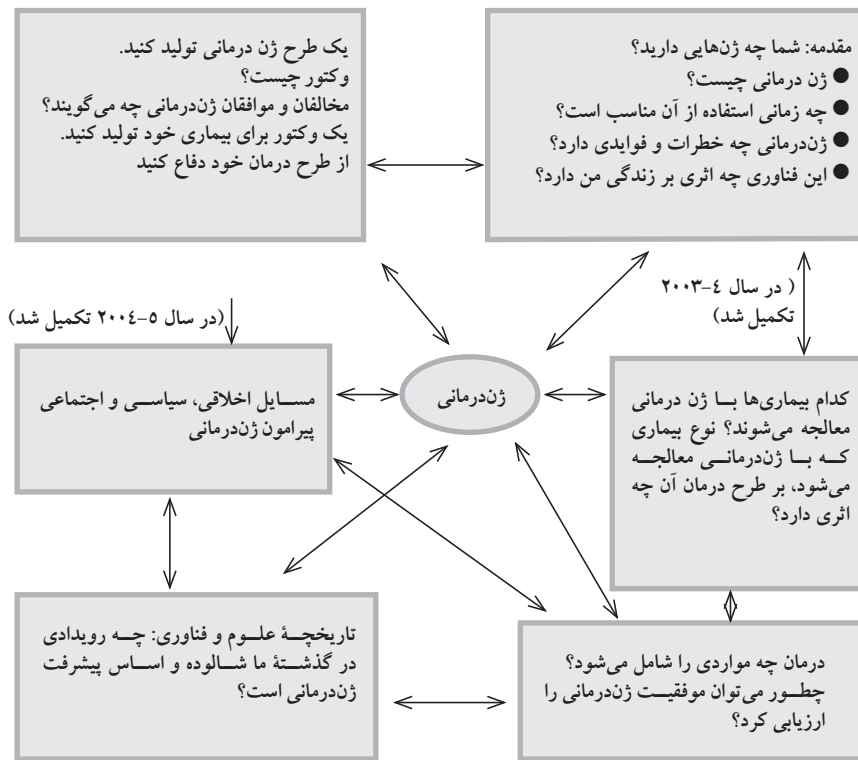 مقدمه: شما چه ژن‌هایی دارید؟
● ژن درمانی چیست؟
● چه زمانی استفاده از آن مناسب است؟
● ژن‌درمانی چه خطرات و فوایدی دارد؟
● این فناوری چه اثری بر زندگی من دارد؟
یک طرح ژن درمانی تولید کنید.
وکتور چیست؟
مخالفان و موافقان ژن‌درمانی چه می‌گویند؟
یک وکتور برای بیماری خود تولید کنید.
از طرح درمان خود دفاع کنید
( در سال ۴-۲۰۰۳
تکمیل شد)
(در سال ۵-۲۰۰۴ تکمیل شد)
کدام بیماری‌ها با ژن درمانی
معالجه می‌شوند؟ نوع بیماری
که با ژن‌درمانی معالجه
می‌شود، بر طرح درمان آن چه
اثری دارد؟
ژن‌درمانی
مسایل اخلاقی، سیاسی و اجتماعی
پیرامون ژن‌درمانی
درمان چه مواردی را شامل می‌شود؟
چطور می‌توان موفقیت ژن‌درمانی را
ارزیابی کرد؟
تاریخچهٔ علوم و فناوری: چه رویدادی
در گذشتهٔ ما شالوده و اساس پیشرفت
ژن‌درمانی است؟